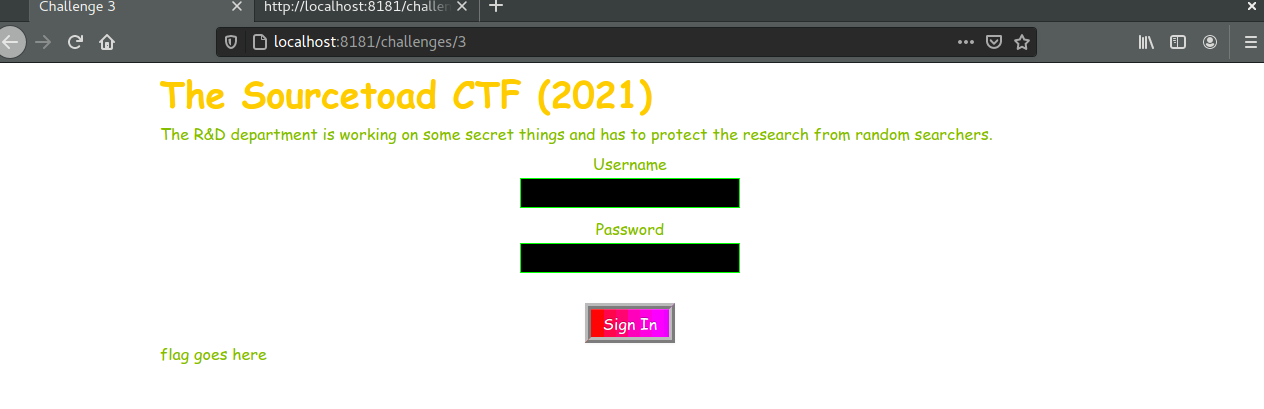 Challenge 3
http://localhost:8181/challen
localhost:8181/challenges/3
The Sourcetoad CTF (2021)
The R&D department is working on some secret things and has to protect the research from random searchers.
Username
Password
Sign In
flag goes here